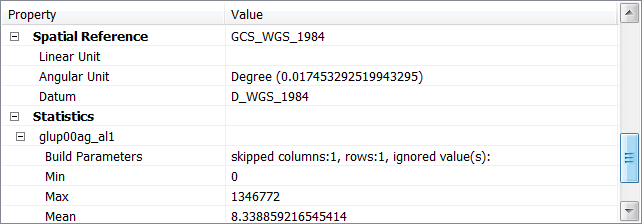 Property Value
Spatial Reference GCS_WGS_1984
Linear Unit
Angular Unit Degree (0.017453292519943295)
Datum D_WGS_1984
Statistics
glup00ag_al1
Build Parameters skipped columns:1, rows:1, ignored value(s):
Min 0
Max 1346772
Mean 8.338859216545414